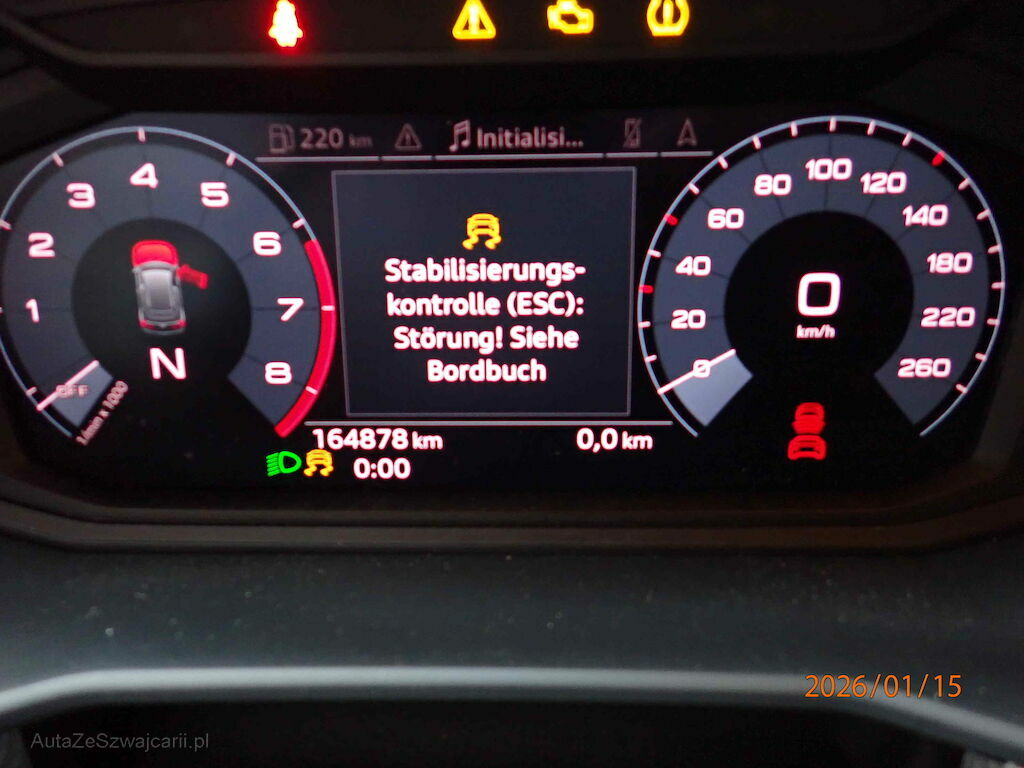 220 km
Initialisi...
1
2
3
4
5
6
7
8
OFF
1/min x 1000
N
Stabilisierungs-
kontrolle (ESC):
Störung! Siehe
Bordbuch
0
20
40
60
80
100
120
140
180
220
260
0
km/h
164878 km
0,0 km
0:00
2026/01/15
AutaZeSzwajcarii.pl